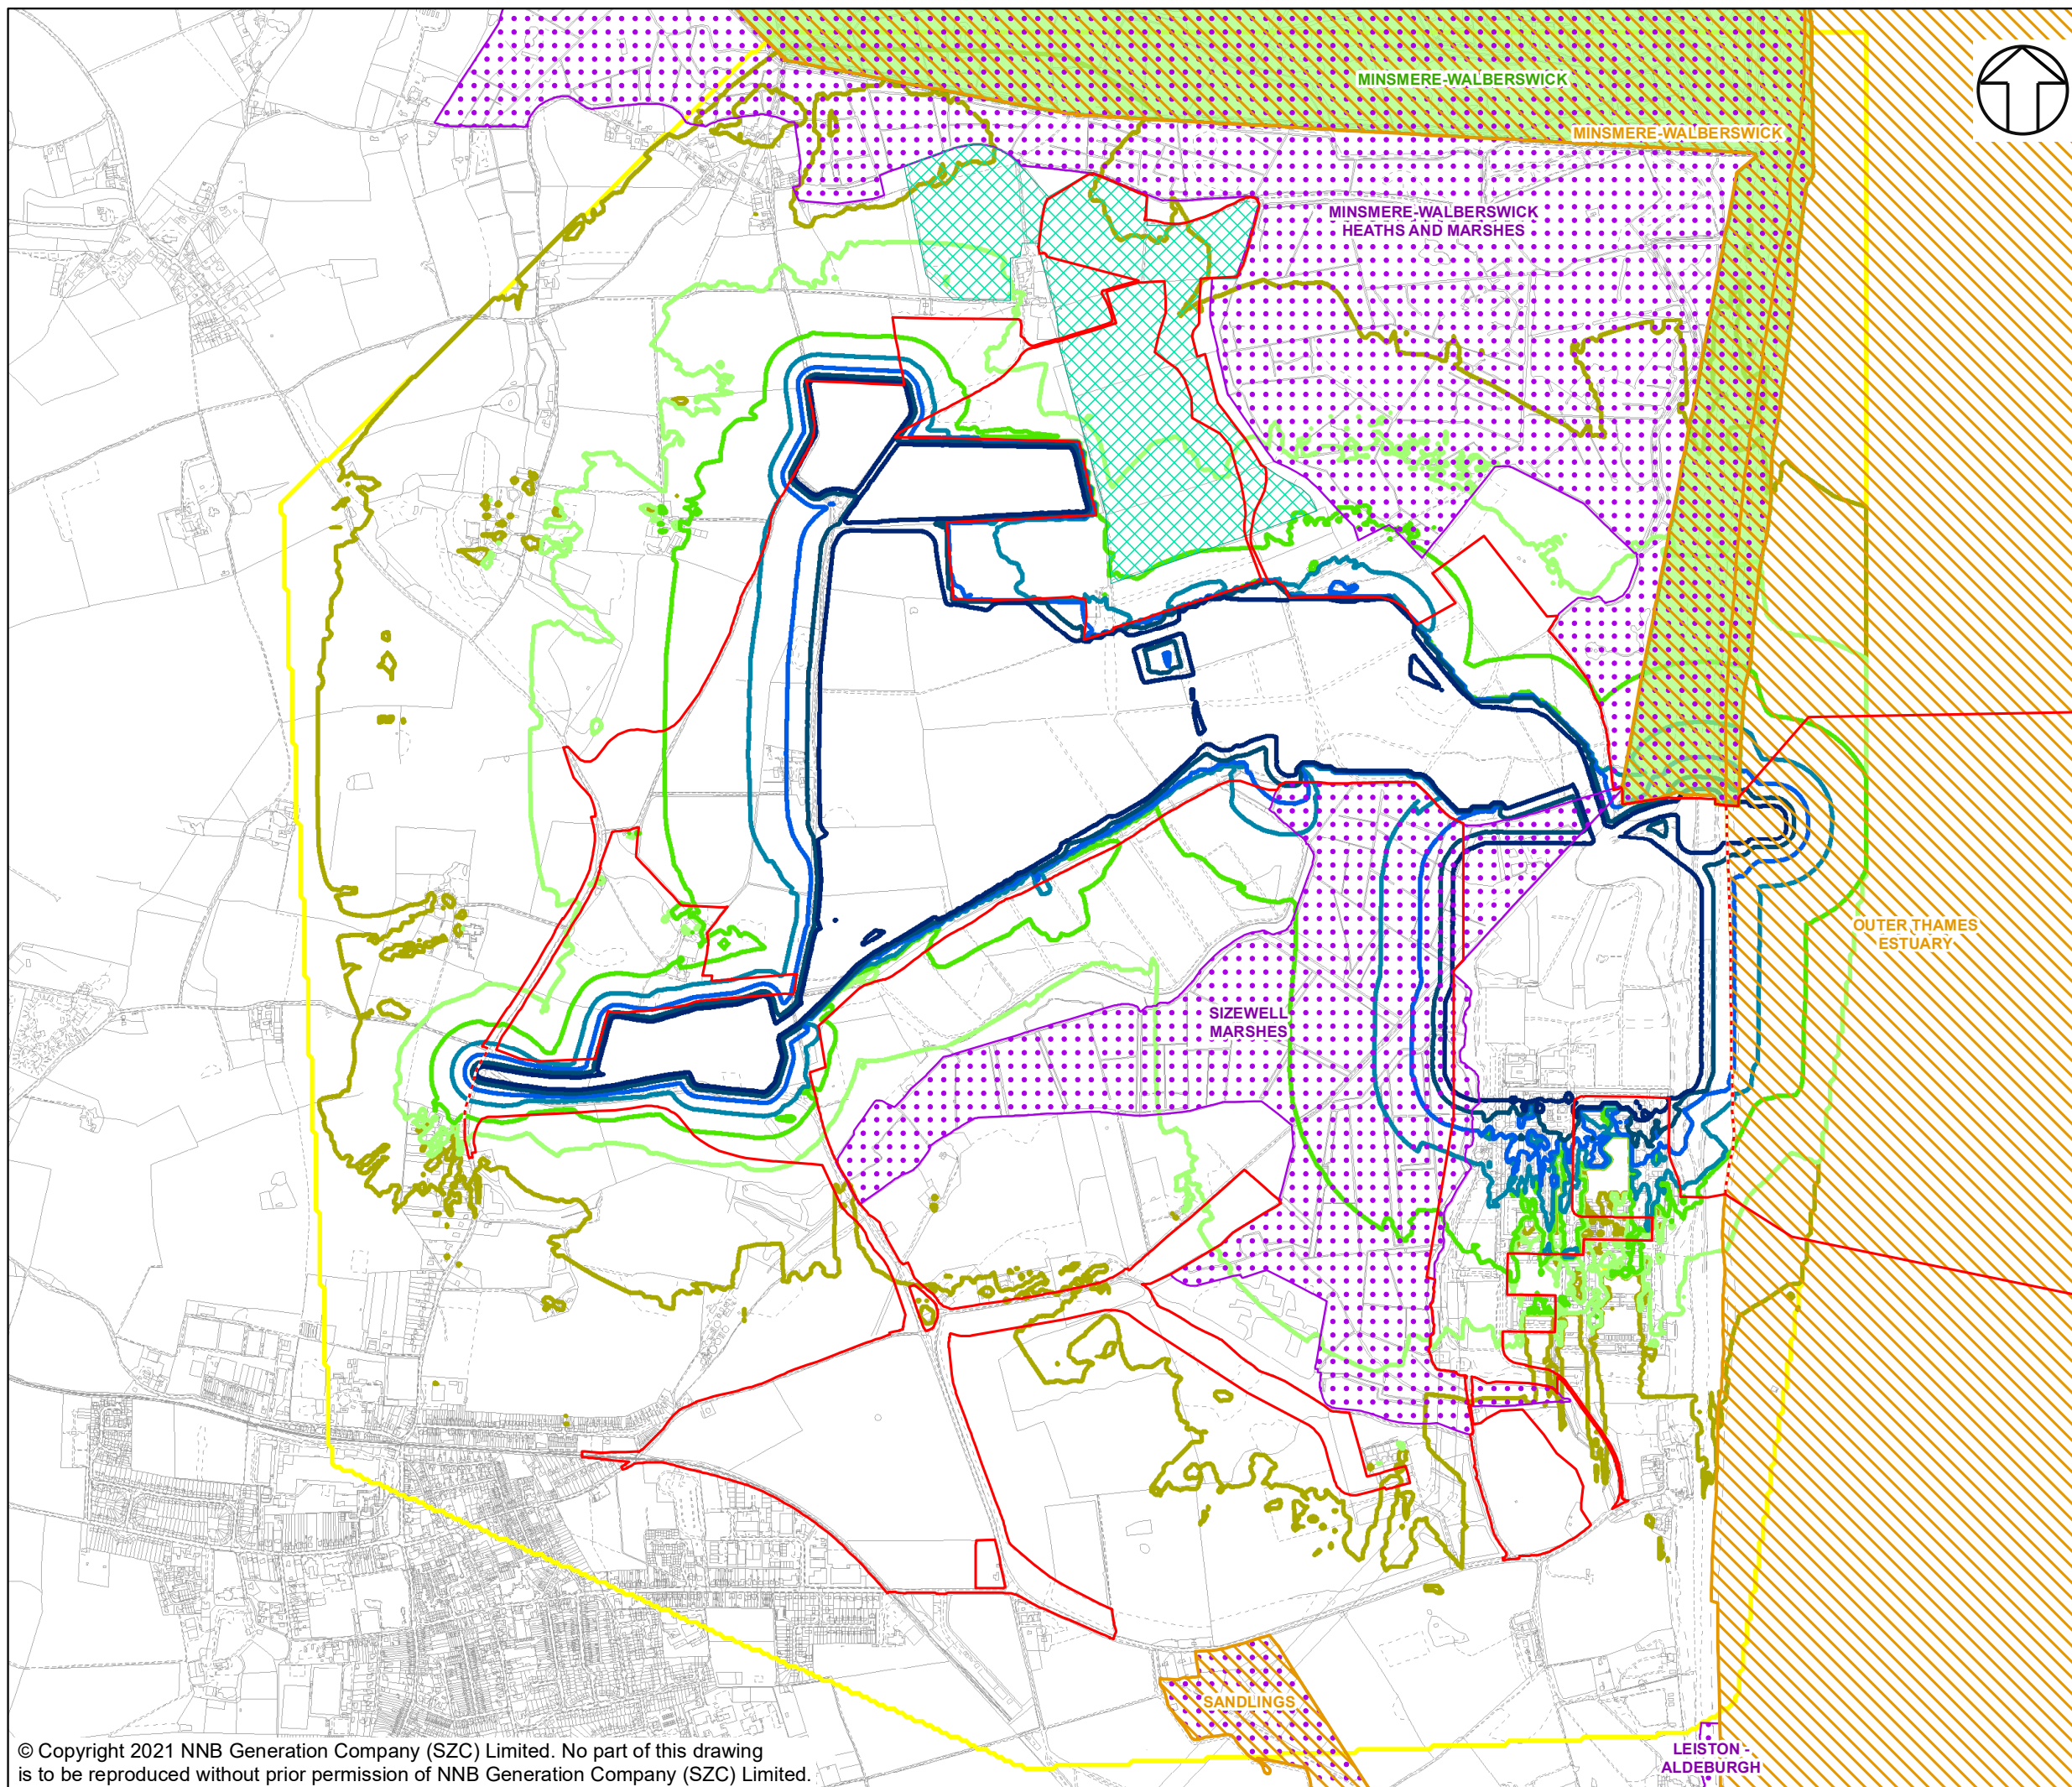 MINSMERE-WALBERSWICK
MINSMERE-WALBERSWICK
MINSMERE-WALBERSWICK
HEATHS AND MARSHES
OUTER THAMES
ESTUARY
SIZEWELL
MARSHES
SANDLINGS
LEISTON -
ALDEBURGH
© Copyright 2021 NNB Generation Company (SZC) Limited. No part of this drawing
is to be reproduced without prior permission of NNB Generation Company (SZC) Limited.